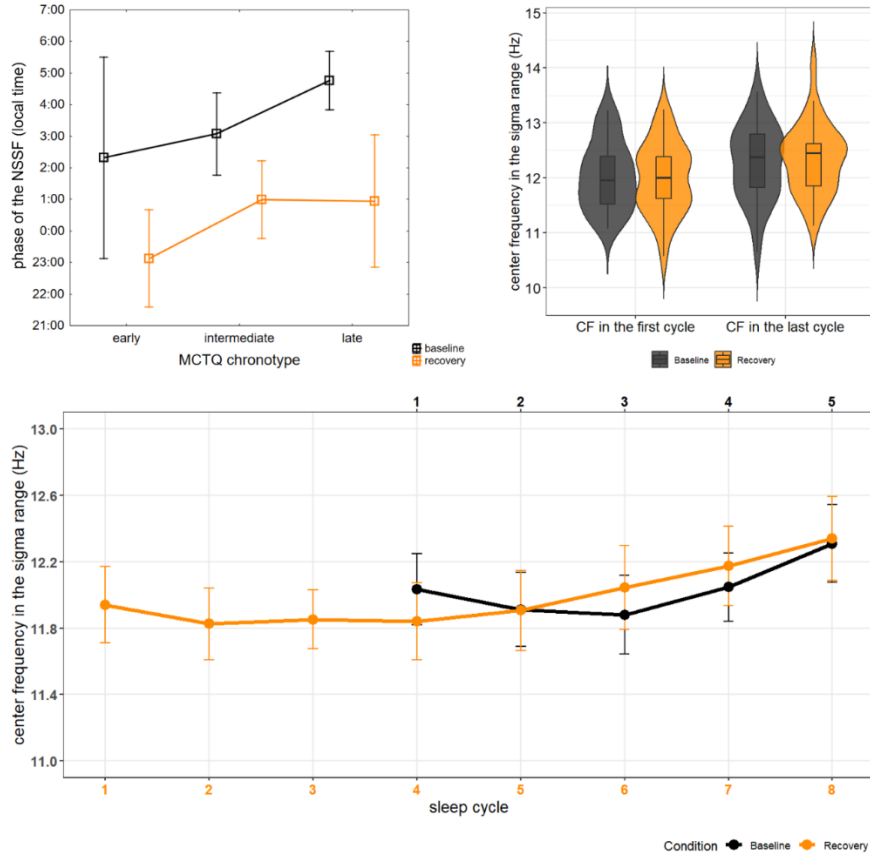 phase of the NSSF (local time)
7:00
6:00
5:00
4:00
3:00
2:00
1:00
0:00
23:00
22:00
21:00
early intermediate late
MCTQ chronotype
baseline
recovery
center frequency in the sigma range (Hz)
15
14
13
12
11
10
CF in the first cycle CF in the last cycle
Baseline Recovery
1 2 3 4 5
center frequency in the sigma range (Hz)
13.0
12.6
12.2
11.8
11.4
11.0
1 2 3 4 5 6 7 8
sleep cycle
Condition Baseline Recovery